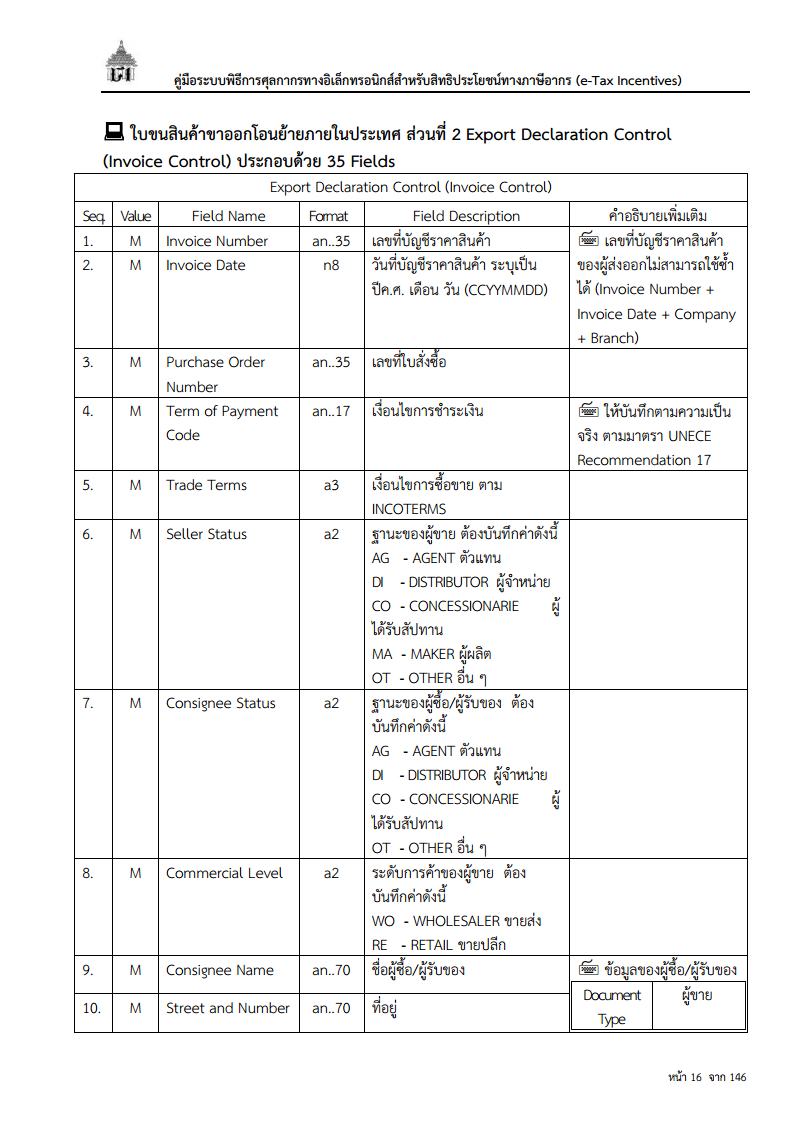 คู่มือระบบพิธีการศุลกากรทางอิเล็กทรอนิกส์สำหรับสิทธิประโยชน์ทางภาษีอากร (e-Tax Incentives)
ใบขนสินค้าขาออกโอนย้ายภายในประเทศ ส่วนที่ 2 Export Declaration Control
(Invoice Control) ประกอบด้วย 35 Fields
Export Declaration Control (Invoice Control)
Seq. Value Field Name Format Field Description คำอธิบายเพิ่มเติม
1. M Invoice Number an..35 เลขที่บัญชีราคาสินค้า เลขที่บัญชีราคาสินค้า
2. M Invoice Date n8 วันที่บัญชีราคาสินค้า ระบุเป็น ของผู้ส่งออกไม่สามารถใช้ซ้ำ
ปีค.ศ. เดือน วัน (CCYYMMDD) ได้ (Invoice Number +
Invoice Date + Company
+ Branch)
3. M Purchase Order an..35 เลขที่ใบสั่งซื้อ
Number
4. M Term of Payment an..17 เงื่อนไขการชำระเงิน ให้บันทึกตามความเป็น
Code จริง ตามมาตรา UNECE
Recommendation 17
5. M Trade Terms a3 เงื่อนไขการซื้อขาย ตาม
INCOTERMS
6. M Seller Status a2 ฐานะของผู้ขาย ต้องบันทึกค่าดังนี้
AG - AGENT ตัวแทน
DI - DISTRIBUTOR ผู้จำหน่าย
CO - CONCESSIONARIE ผู้
ได้รับสัปทาน
MA - MAKER ผู้ผลิต
OT - OTHER อื่น ๆ
7. M Consignee Status a2 ฐานะของผู้ซื้อ/ผู้รับของ ต้อง
บันทึกค่าดังนี้
AG - AGENT ตัวแทน
DI - DISTRIBUTOR ผู้จำหน่าย
CO - CONCESSIONARIE ผู้
ได้รับสัปทาน
OT - OTHER อื่น ๆ
8. M Commercial Level a2 ระดับการค้าของผู้ขาย ต้อง
บันทึกค่าดังนี้
WO - WHOLESALER ขายส่ง
RE - RETAIL ขายปลีก
9. M Consignee Name an..70 ชื่อผู้ซื้อ/ผู้รับของ ข้อมูลของผู้ซื้อ/ผู้รับของ
10. M Street and Number an..70 ที่อยู่ Document ผู้ขาย
Type
หน้า 16 จาก 146